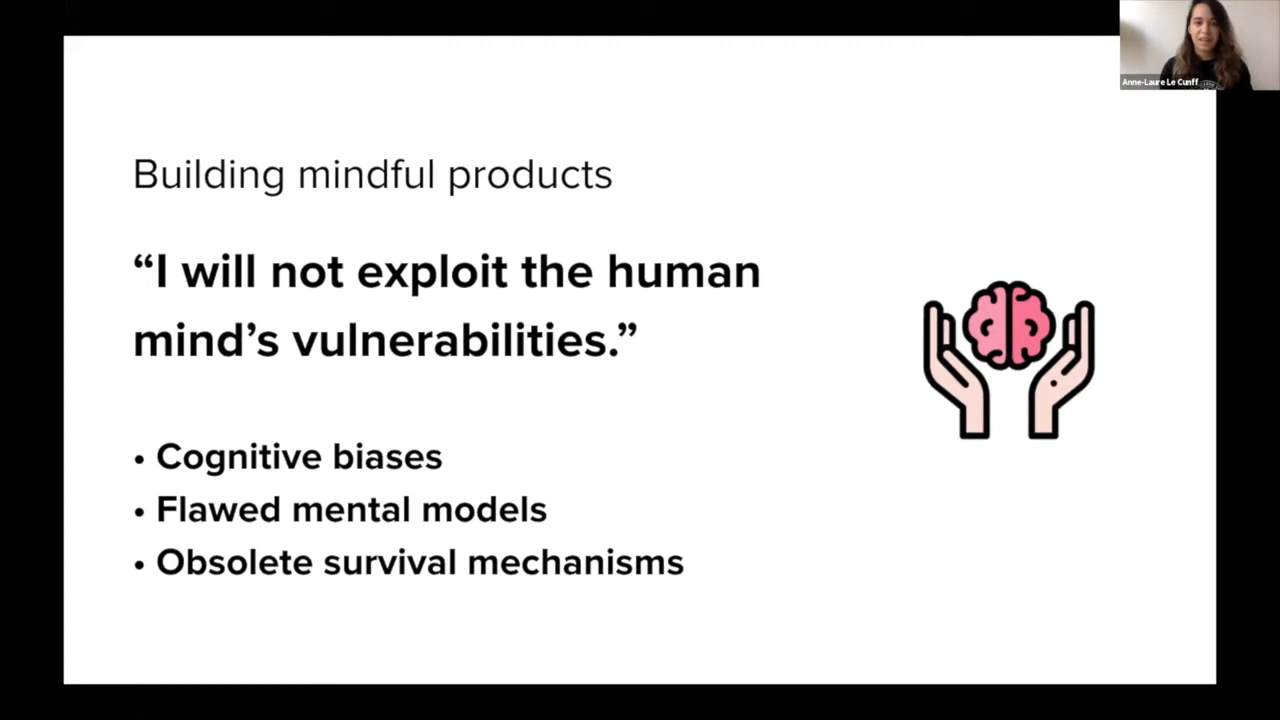 Anne-Laure Le Cunff
Building mindful products
“I will not exploit the human
mind’s vulnerabilities.”
• Cognitive biases
• Flawed mental models
• Obsolete survival mechanisms